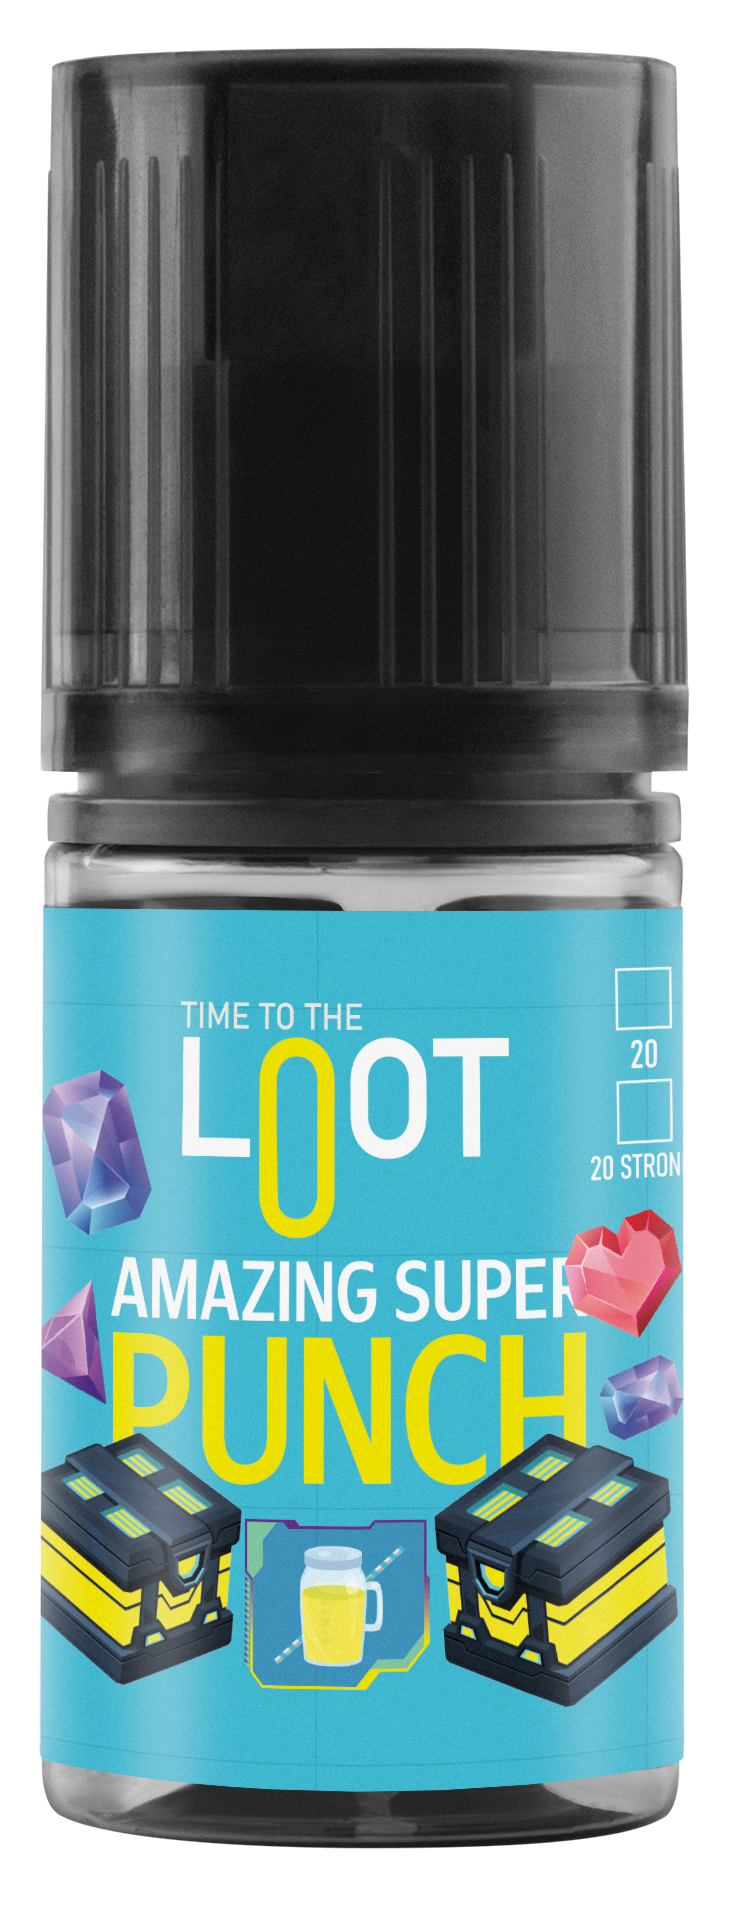 TIME TO THE
LOOT
20
20 STRON
AMAZING SUPER
PUNCH